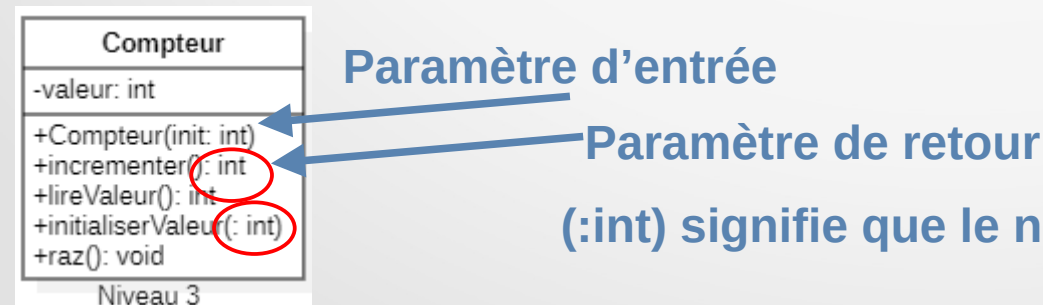 Compteur
-valeur: int
+Compteur(init: int)
+incrementer(): int
+lireValeur(): int
+initialiserValeur(: int)
+raz(): void
Niveau 3
Paramètre d’entrée
Paramètre de retour
(:int) signifie que le n